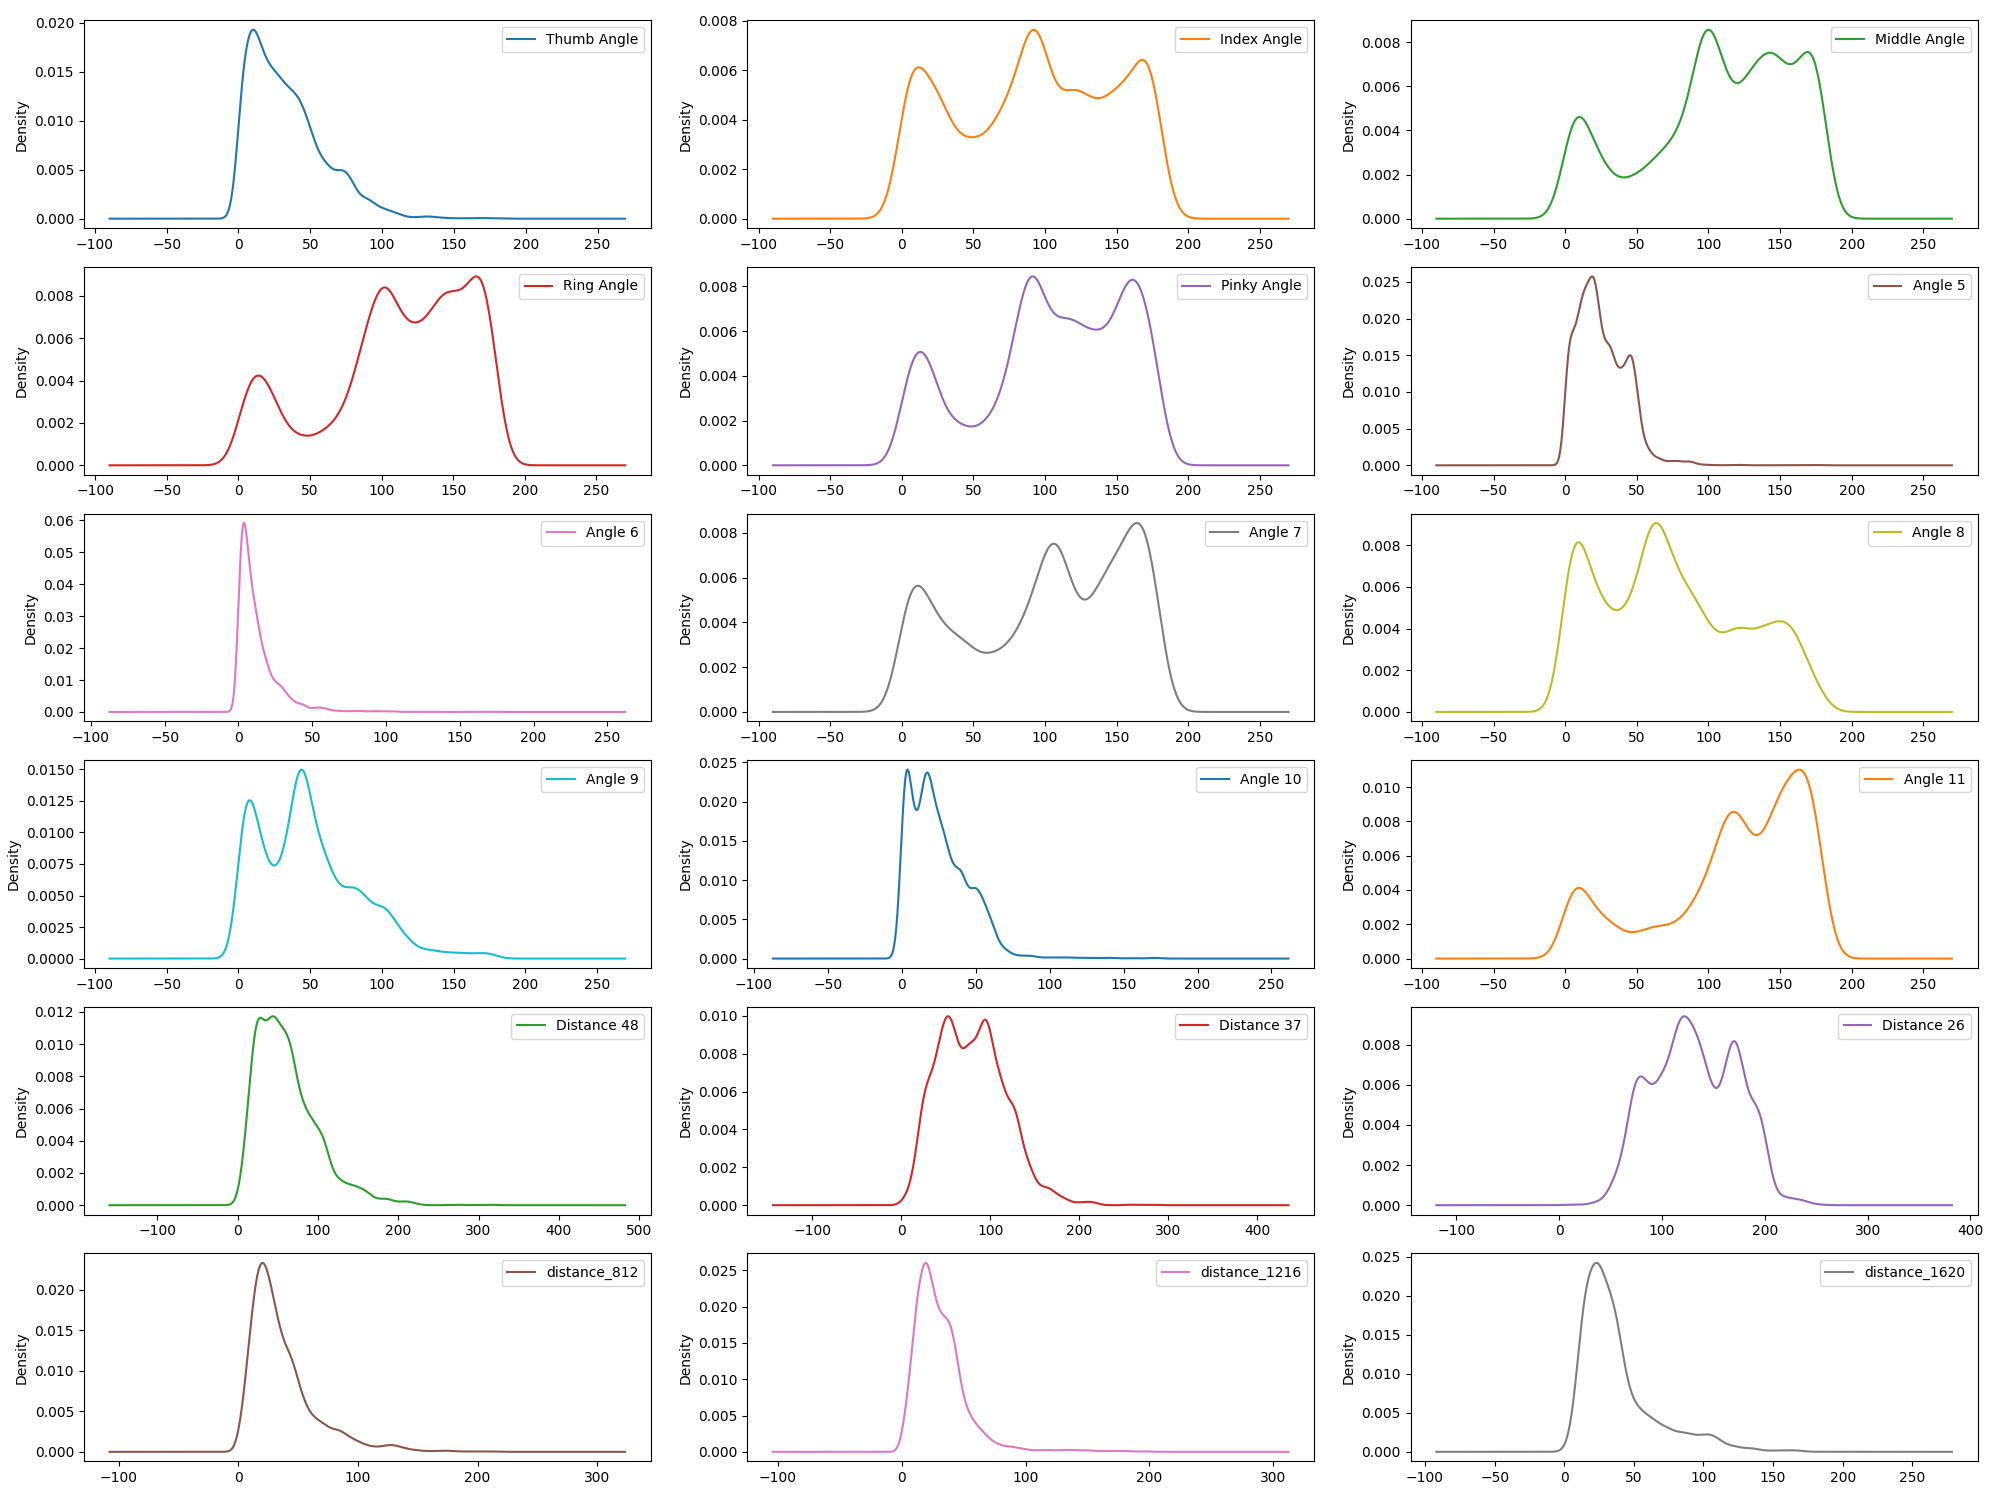 0.020
0.015
0.010
0.005
0.000
Density
Thumb Angle
−100 −50 0 50 100 150 200 250
0.008
0.006
0.004
0.002
0.000
Density
Index Angle
−100 −50 0 50 100 150 200 250
0.008
0.006
0.004
0.002
0.000
Density
Middle Angle
−100 −50 0 50 100 150 200 250
0.008
0.006
0.004
0.002
0.000
Density
Ring Angle
−100 −50 0 50 100 150 200 250
0.008
0.006
0.004
0.002
0.000
Density
Pinky Angle
−100 −50 0 50 100 150 200 250
0.025
0.020
0.015
0.010
0.005
0.000
Density
Angle 5
−100 −50 0 50 100 150 200 250
0.06
0.05
0.04
0.03
0.02
0.01
0.00
Density
Angle 6
−100 −50 0 50 100 150 200 250
0.008
0.006
0.004
0.002
0.000
Density
Angle 7
−100 −50 0 50 100 150 200 250
0.008
0.006
0.004
0.002
0.000
Density
Angle 8
−100 −50 0 50 100 150 200 250
0.0150
0.0125
0.0100
0.0075
0.0050
0.0025
0.0000
Density
Angle 9
−100 −50 0 50 100 150 200 250
0.025
0.020
0.015
0.010
0.005
0.000
Density
Angle 10
−100 −50 0 50 100 150 200 250
0.010
0.008
0.006
0.004
0.002
0.000
Density
Angle 11
−100 −50 0 50 100 150 200 250
0.012
0.010
0.008
0.006
0.004
0.002
0.000
Density
Distance 48
−100 0 100 200 300 400 500
0.010
0.008
0.006
0.004
0.002
0.000
Density
Distance 37
−100 0 100 200 300 400
0.008
0.006
0.004
0.002
0.000
Density
Distance 26
−100 0 100 200 300 400
0.020
0.015
0.010
0.005
0.000
Density
distance_812
−100 0 100 200 300
0.025
0.020
0.015
0.010
0.005
0.000
Density
distance_1216
−100 0 100 200 300
0.025
0.020
0.015
0.010
0.005
0.000
Density
distance_1620
−100 −50 0 50 100 150 200 250